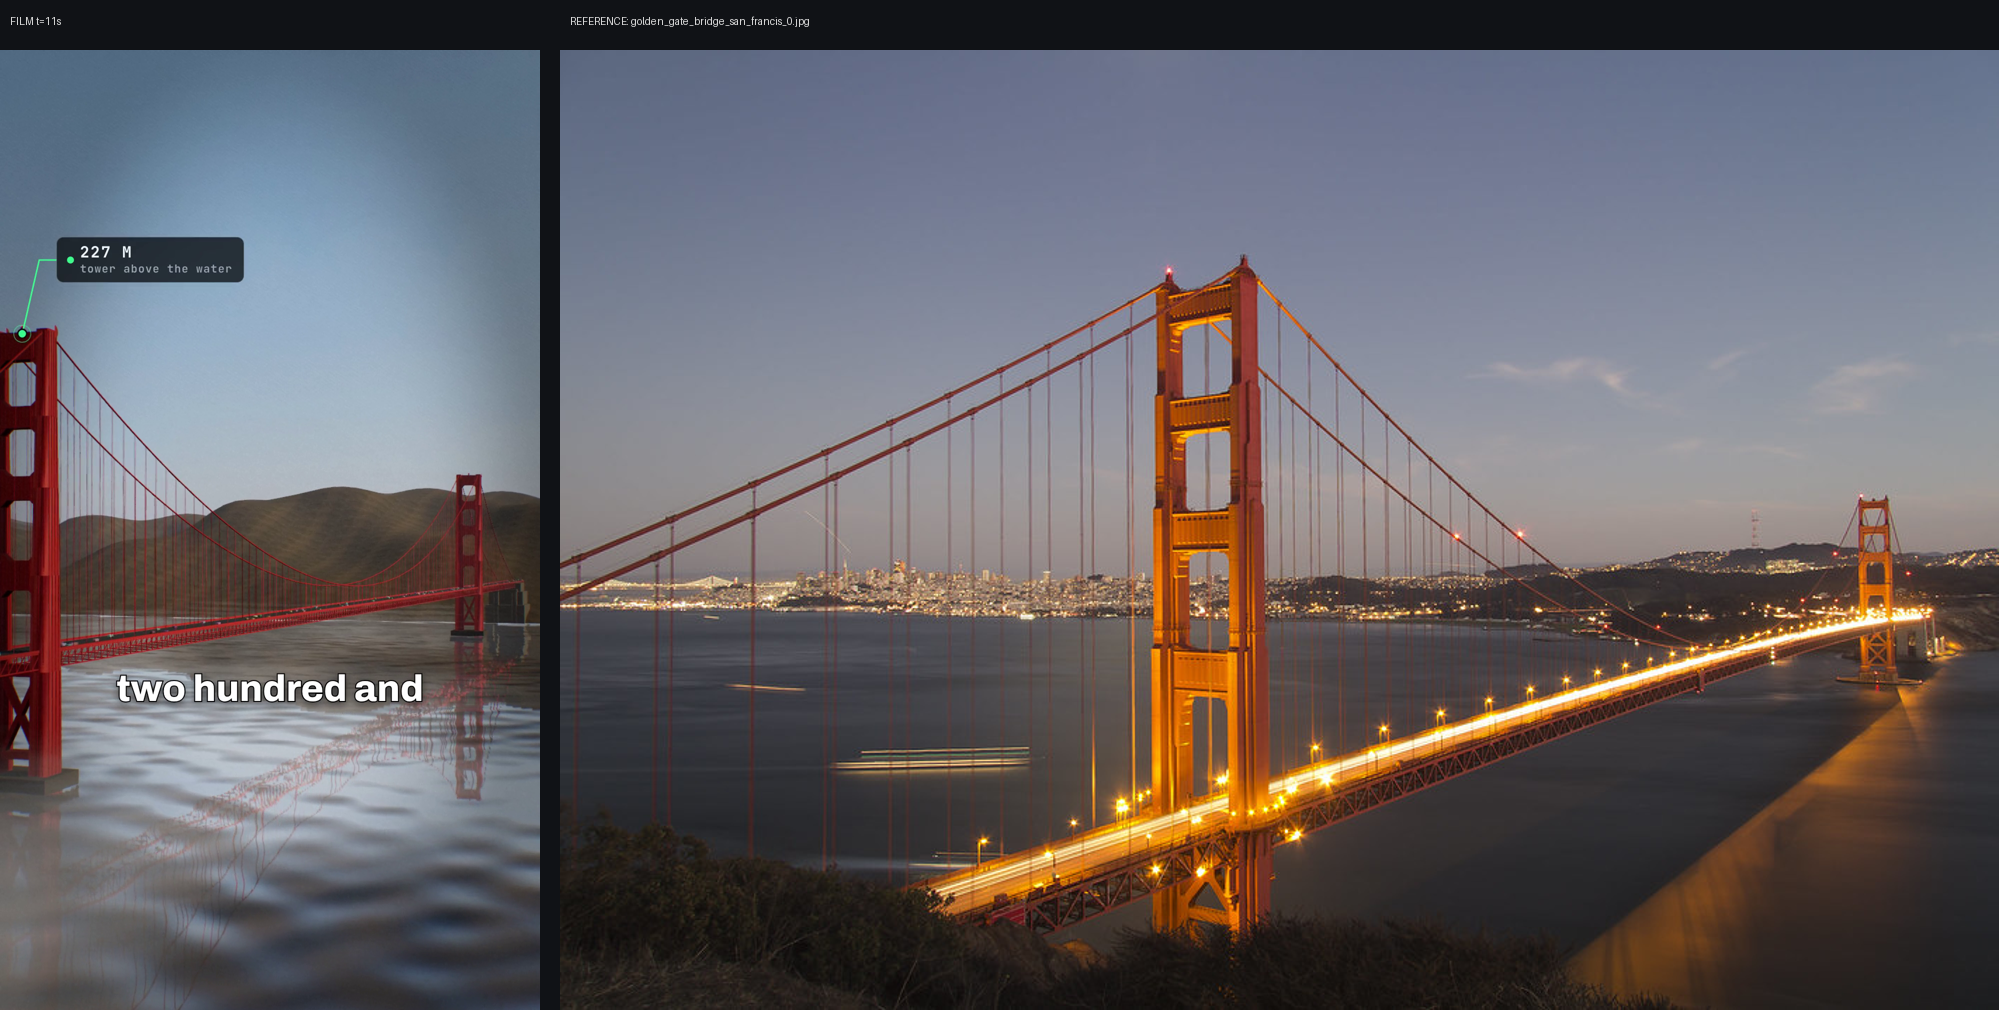 FILM t=11s
REFERENCE: golden_gate_bridge_san_francis_0.jpg
227 M
tower above the water
two hundred and